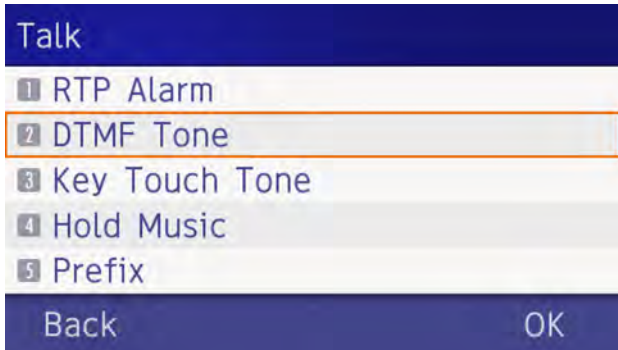 Talk
1 RTP Alarm
2 DTMF Tone
3 Key Touch Tone
4 Hold Music
5 Prefix
Back OK